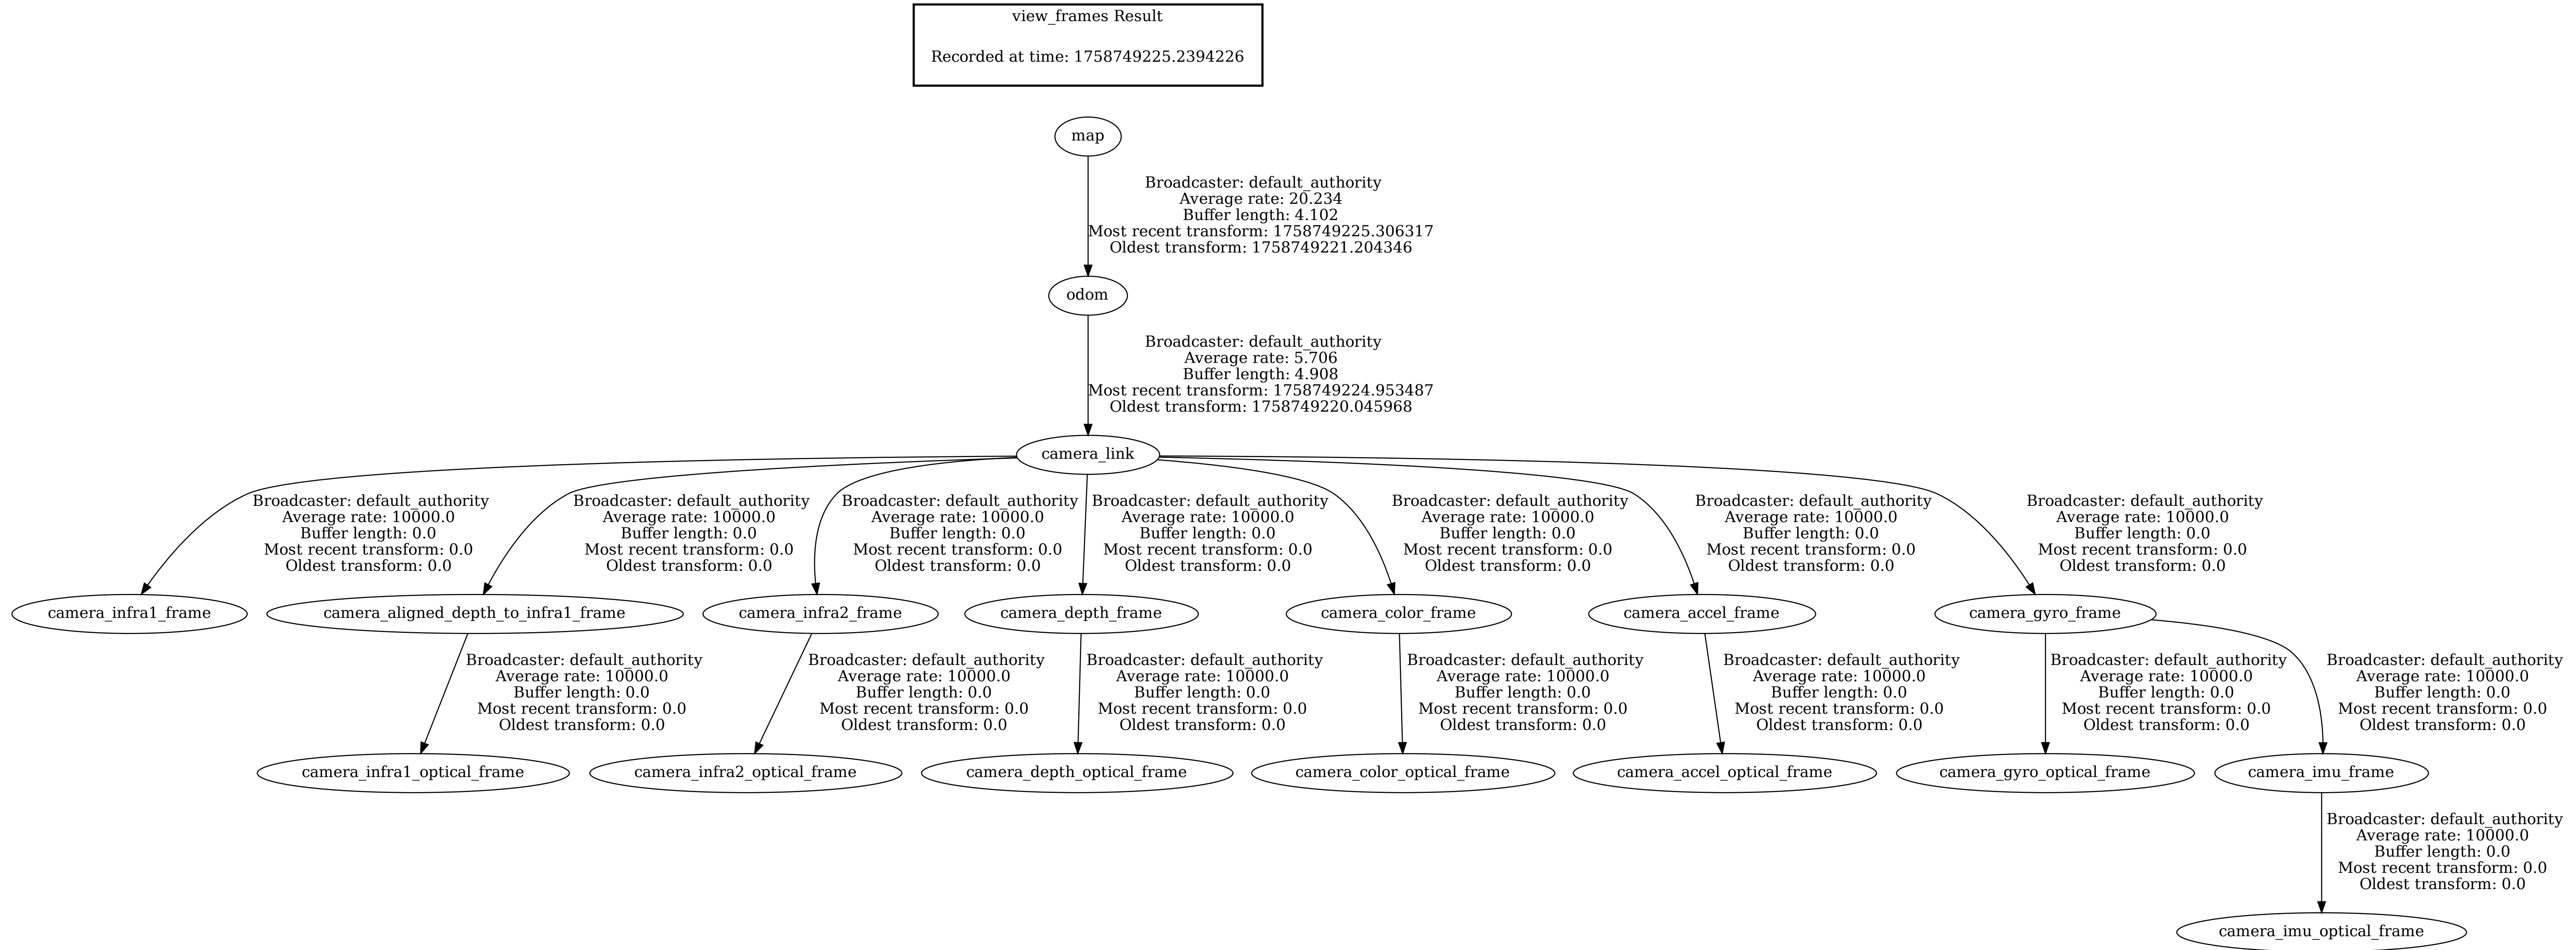 view_frames Result
Recorded at time: 1758749225.2394226
map
Broadcaster: default_authority
Average rate: 20.234
Buffer length: 4.102
Most recent transform: 1758749225.306317
Oldest transform: 1758749221.204346
odom
Broadcaster: default_authority
Average rate: 5.706
Buffer length: 4.908
Most recent transform: 1758749224.953487
Oldest transform: 1758749220.045968
camera_link
Broadcaster: default_authority
Average rate: 10000.0
Buffer length: 0.0
Most recent transform: 0.0
Oldest transform: 0.0
Broadcaster: default_authority
Average rate: 10000.0
Buffer length: 0.0
Most recent transform: 0.0
Oldest transform: 0.0
Broadcaster: default_authority
Average rate: 10000.0
Buffer length: 0.0
Most recent transform: 0.0
Oldest transform: 0.0
Broadcaster: default_authority
Average rate: 10000.0
Buffer length: 0.0
Most recent transform: 0.0
Oldest transform: 0.0
Broadcaster: default_authority
Average rate: 10000.0
Buffer length: 0.0
Most recent transform: 0.0
Oldest transform: 0.0
Broadcaster: default_authority
Average rate: 10000.0
Buffer length: 0.0
Most recent transform: 0.0
Oldest transform: 0.0
Broadcaster: default_authority
Average rate: 10000.0
Buffer length: 0.0
Most recent transform: 0.0
Oldest transform: 0.0
camera_infra1_frame
camera_aligned_depth_to_infra1_frame
camera_infra2_frame
camera_depth_frame
camera_color_frame
camera_accel_frame
camera_gyro_frame
Broadcaster: default_authority
Average rate: 10000.0
Buffer length: 0.0
Most recent transform: 0.0
Oldest transform: 0.0
Broadcaster: default_authority
Average rate: 10000.0
Buffer length: 0.0
Most recent transform: 0.0
Oldest transform: 0.0
Broadcaster: default_authority
Average rate: 10000.0
Buffer length: 0.0
Most recent transform: 0.0
Oldest transform: 0.0
Broadcaster: default_authority
Average rate: 10000.0
Buffer length: 0.0
Most recent transform: 0.0
Oldest transform: 0.0
Broadcaster: default_authority
Average rate: 10000.0
Buffer length: 0.0
Most recent transform: 0.0
Oldest transform: 0.0
Broadcaster: default_authority
Average rate: 10000.0
Buffer length: 0.0
Most recent transform: 0.0
Oldest transform: 0.0
Broadcaster: default_authority
Average rate: 10000.0
Buffer length: 0.0
Most recent transform: 0.0
Oldest transform: 0.0
camera_infra1_optical_frame
camera_infra2_optical_frame
camera_depth_optical_frame
camera_color_optical_frame
camera_accel_optical_frame
camera_gyro_optical_frame
camera_imu_frame
Broadcaster: default_authority
Average rate: 10000.0
Buffer length: 0.0
Most recent transform: 0.0
Oldest transform: 0.0
camera_imu_optical_frame